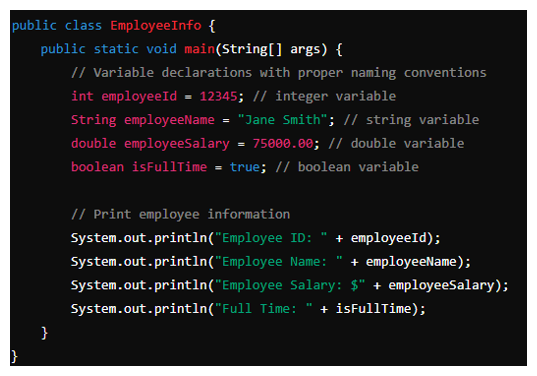 public class EmployeeInfo {
    public static void main(String[] args) {
        // Variable declarations with proper naming conventions
        int employeeId = 12345; // integer variable
        String employeeName = "Jane Smith"; // string variable
        double employeeSalary = 75000.00; // double variable
        boolean isFullTime = true; // boolean variable

        // Print employee information
        System.out.println("Employee ID: " + employeeId);
        System.out.println("Employee Name: " + employeeName);
        System.out.println("Employee Salary: $" + employeeSalary);
        System.out.println("Full Time: " + isFullTime);
    }
}